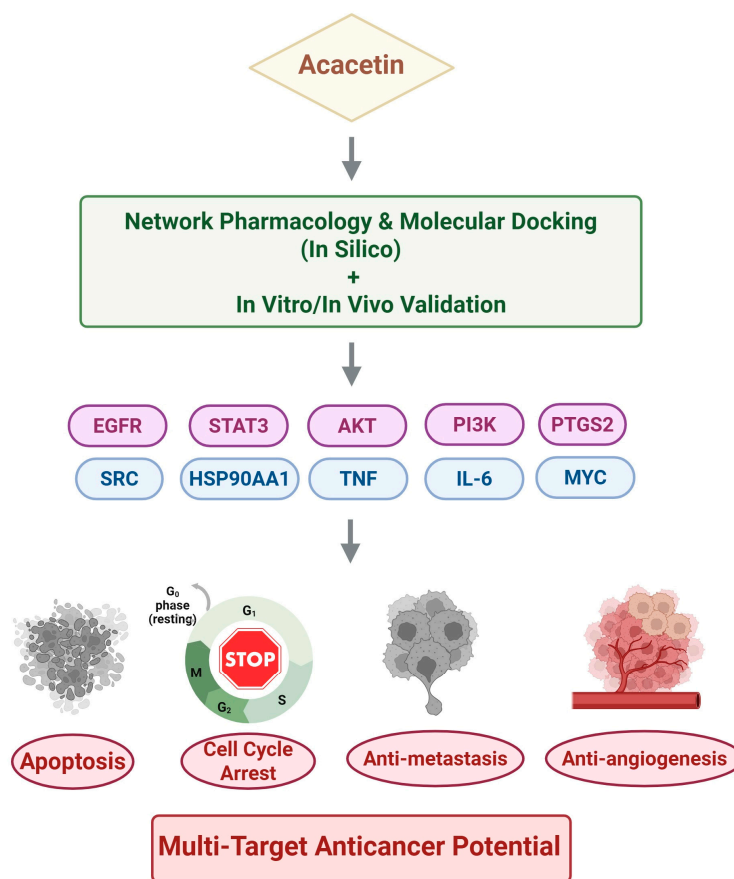 Acacetin
Network Pharmacology & Molecular Docking
(In Silico)
+
In Vitro/In Vivo Validation
EGFR
STAT3
AKT
PI3K
PTGS2
SRC
HSP90AA1
TNF
IL-6
MYC
G₀
phase
(resting)
G₁
STOP
M
G₂
S
Apoptosis
Cell Cycle
Arrest
Anti-metastasis
Anti-angiogenesis
Multi-Target Anticancer Potential